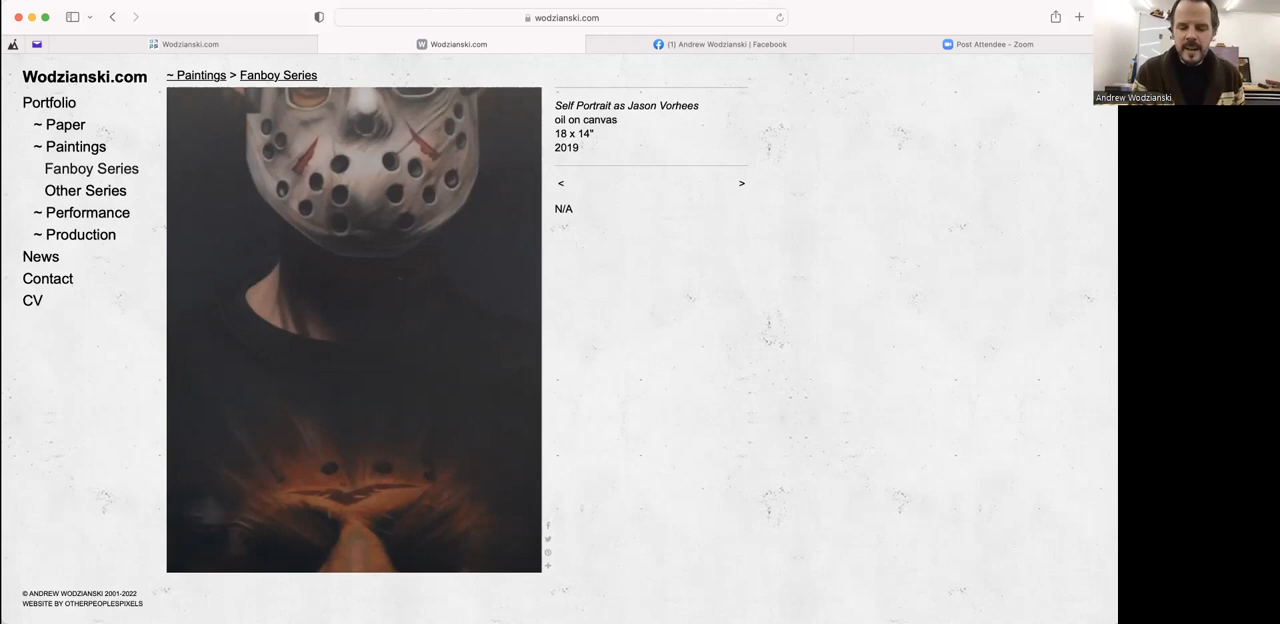 wodzianski.com
Wodzianski.com
Wodzianski.com
(1) Andrew Wodzianski | Facebook
Post Attendee - Zoom
Andrew Wodzianski
Wodzianski.com
Portfolio
~ Paper
~ Paintings
Fanboy Series
Other Series
~ Performance
~ Production
News
Contact
CV
~ Paintings > Fanboy Series
Self Portrait as Jason Vorhees
oil on canvas
18 x 14"
2019
< >
N/A
© ANDREW WODZIANSKI 2001-2022
WEBSITE BY OTHERPEOPLESPIXELS